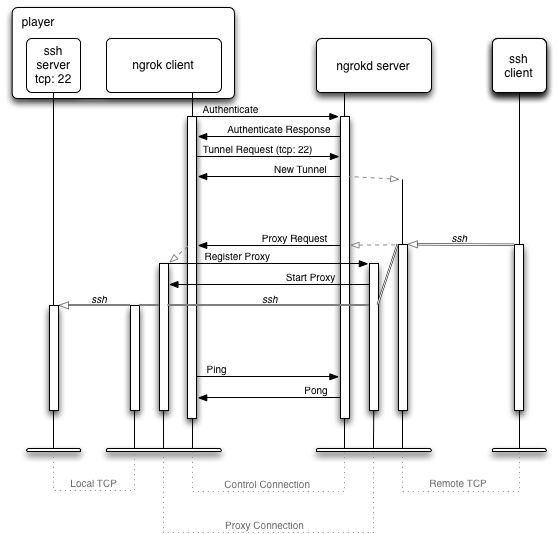 player
ssh
server
tcp: 22
ngrok client
ngrokd server
ssh
client
Authenticate
Authenticate Response
Tunnel Request (tcp: 22)
New Tunnel
Proxy Request
ssh
Register Proxy
Start Proxy
ssh
ssh
Ping
Pong
Local TCP
Control Connection
Remote TCP
Proxy Connection